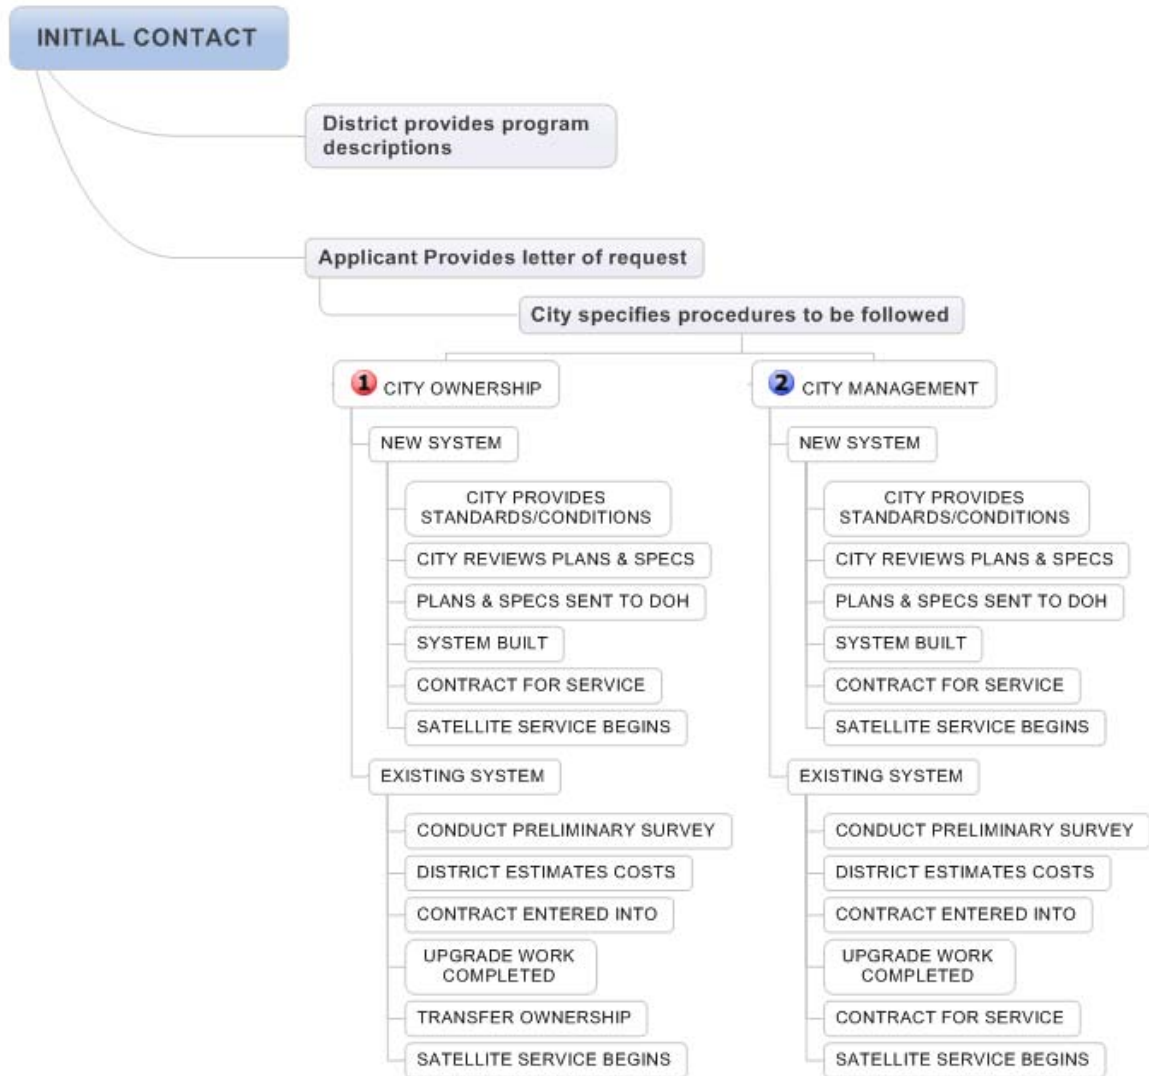 INITIAL CONTACT
District provides program
descriptions
Applicant Provides letter of request
City specifies procedures to be followed
1 CITY OWNERSHIP
NEW SYSTEM
CITY PROVIDES
STANDARDS/CONDITIONS
CITY REVIEWS PLANS & SPECS
PLANS & SPECS SENT TO DOH
SYSTEM BUILT
CONTRACT FOR SERVICE
SATELLITE SERVICE BEGINS
EXISTING SYSTEM
CONDUCT PRELIMINARY SURVEY
DISTRICT ESTIMATES COSTS
CONTRACT ENTERED INTO
UPGRADE WORK
COMPLETED
TRANSFER OWNERSHIP
SATELLITE SERVICE BEGINS
2 CITY MANAGEMENT
NEW SYSTEM
CITY PROVIDES
STANDARDS/CONDITIONS
CITY REVIEWS PLANS & SPECS
PLANS & SPECS SENT TO DOH
SYSTEM BUILT
CONTRACT FOR SERVICE
SATELLITE SERVICE BEGINS
EXISTING SYSTEM
CONDUCT PRELIMINARY SURVEY
DISTRICT ESTIMATES COSTS
CONTRACT ENTERED INTO
UPGRADE WORK
COMPLETED
CONTRACT FOR SERVICE
SATELLITE SERVICE BEGINS